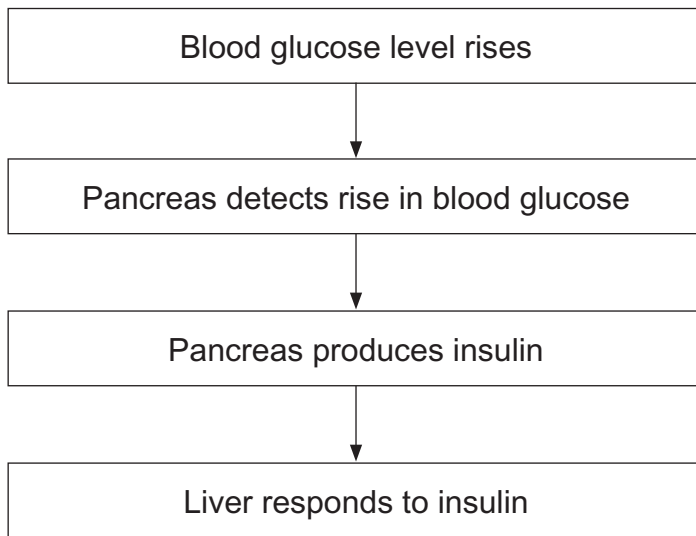 Blood glucose level rises
Pancreas detects rise in blood glucose
Pancreas produces insulin
Liver responds to insulin